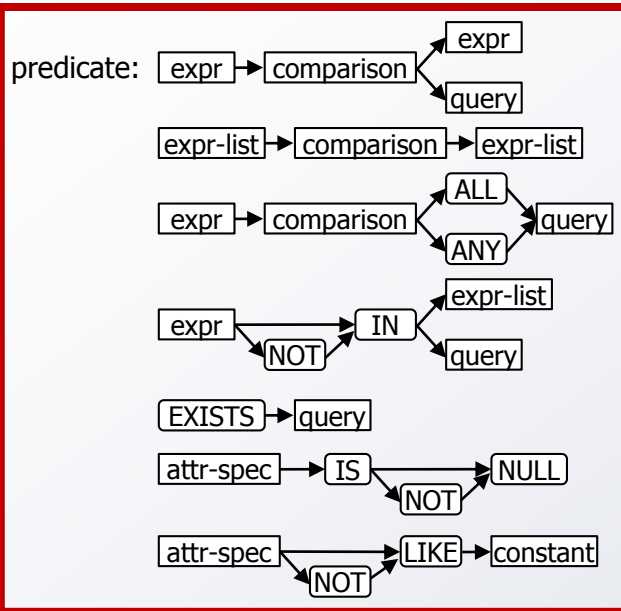 expr
predicate: expr comparison
query
expr-list comparison expr-list
ALL
expr comparison query
ANY
expr-list
expr IN
NOT query
EXISTS query
attr-spec IS NULL
NOT
attr-spec LIKE constant
NOT